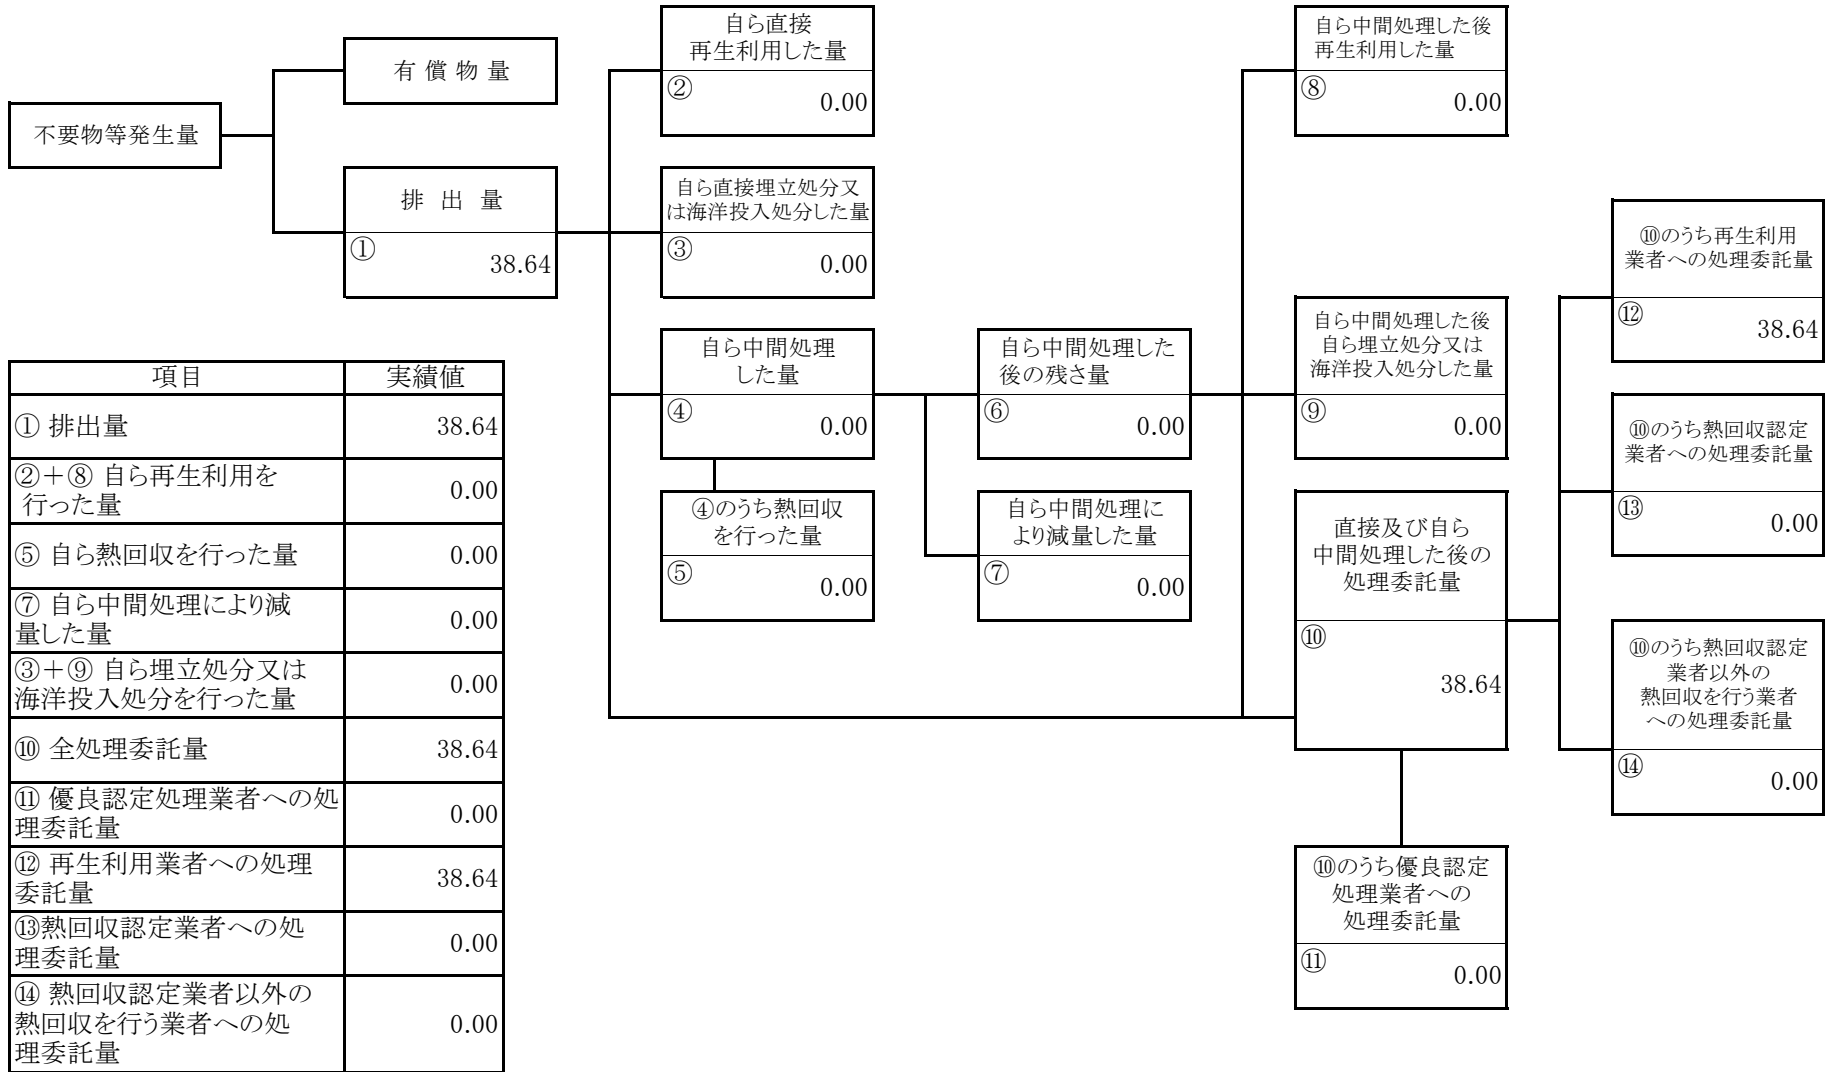 不要物等発生量
有 償 物 量
排 出 量
①
38.64
自ら直接
再生利用した量
②
0.00
自ら直接埋立処分又
は海洋投入処分した量
③
0.00
自ら中間処理
した量
④
0.00
④のうち熱回収
を行った量
⑤
0.00
自ら中間処理した
後の残さ量
⑥
0.00
自ら中間処理に
より減量した量
⑦
0.00
自ら中間処理した後
再生利用した量
⑧
0.00
自ら中間処理した後
自ら埋立処分又は
海洋投入処分した量
⑨
0.00
直接及び自ら
中間処理した後の
処理委託量
⑩
38.64
⑩のうち優良認定
処理業者への
処理委託量
⑪
0.00
⑩のうち再生利用
業者への処理委託量
⑫
38.64
⑩のうち熱回収認定
業者への処理委託量
⑬
0.00
⑩のうち熱回収認定
業者以外の
熱回収を行う業者
への処理委託量
⑭
0.00
項目 実績値
① 排出量 38.64
②+⑧ 自ら再生利用を
行った量 0.00
⑤ 自ら熱回収を行った量 0.00
⑦ 自ら中間処理により減
量した量 0.00
③+⑨ 自ら埋立処分又は
海洋投入処分を行った量 0.00
⑩ 全処理委託量 38.64
⑪ 優良認定処理業者への処
理委託量 0.00
⑫ 再生利用業者への処理
委託量 38.64
⑬熱回収認定業者への処
理委託量 0.00
⑭ 熱回収認定業者以外の
熱回収を行う業者への処
理委託量 0.00